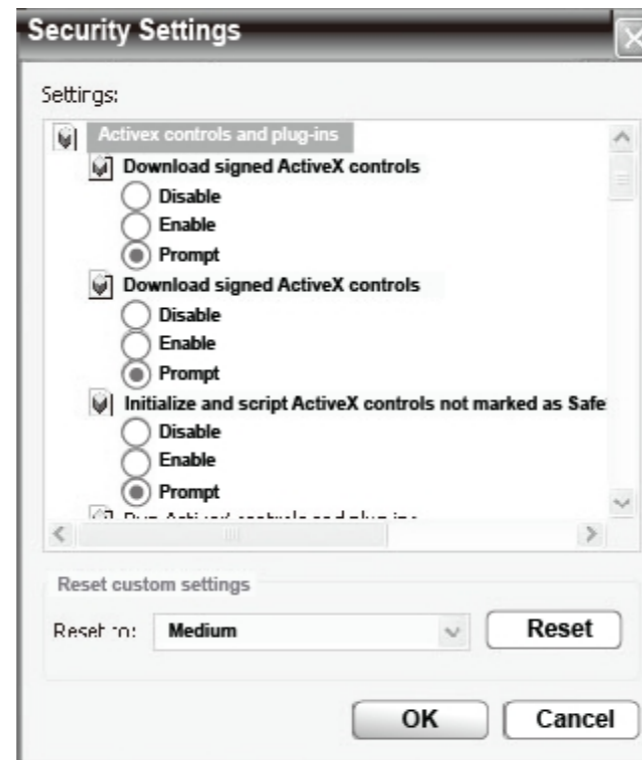 Security Settings
Settings:
Activex controls and plug-ins
Download signed ActiveX controls
Disable
Enable
Prompt
Download signed ActiveX controls
Disable
Enable
Prompt
Initialize and script ActiveX controls not marked as Safe
Disable
Enable
Prompt
Reset custom settings
Reset to: Medium Reset
OK Cancel